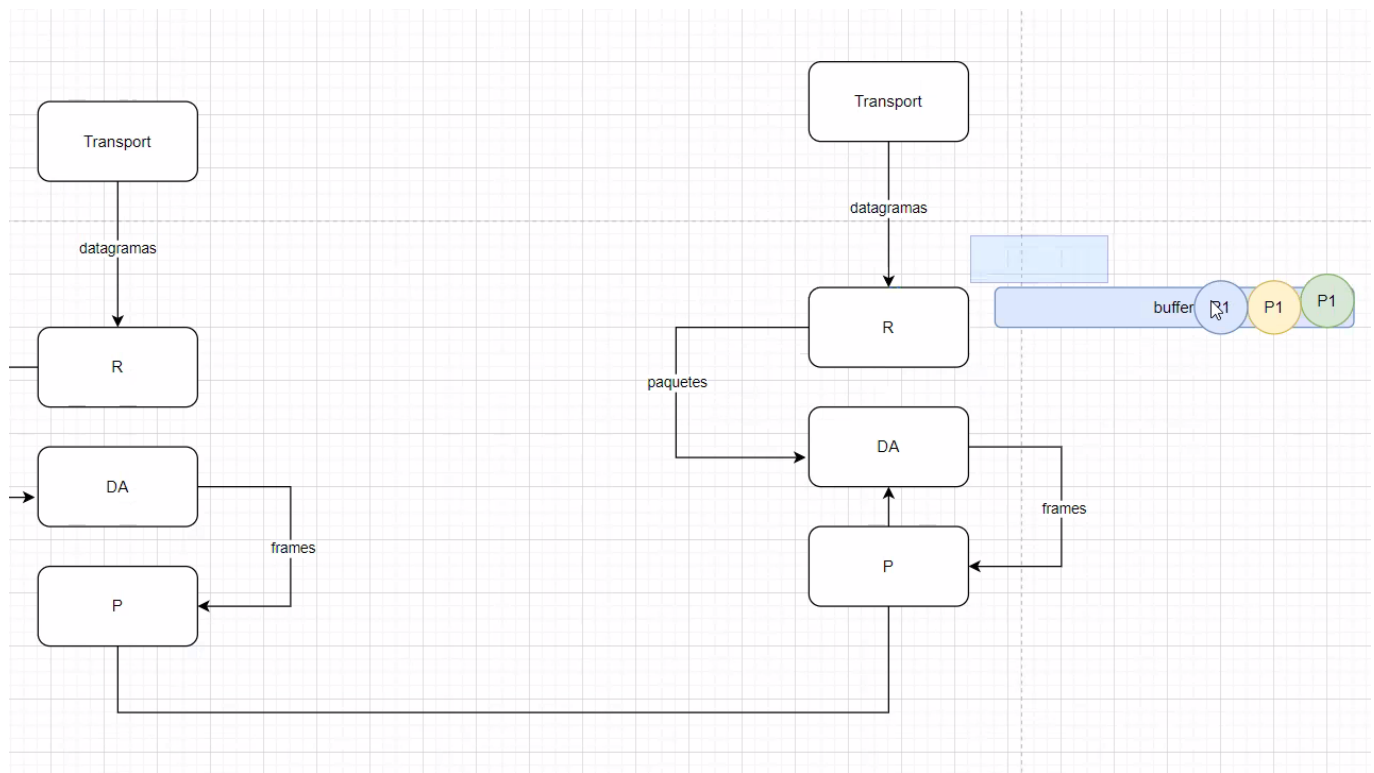 Transport
datagramas
R
DA
frames
P
Transport
datagramas
R
paquetes
DA
frames
P
buffer
P1
P1